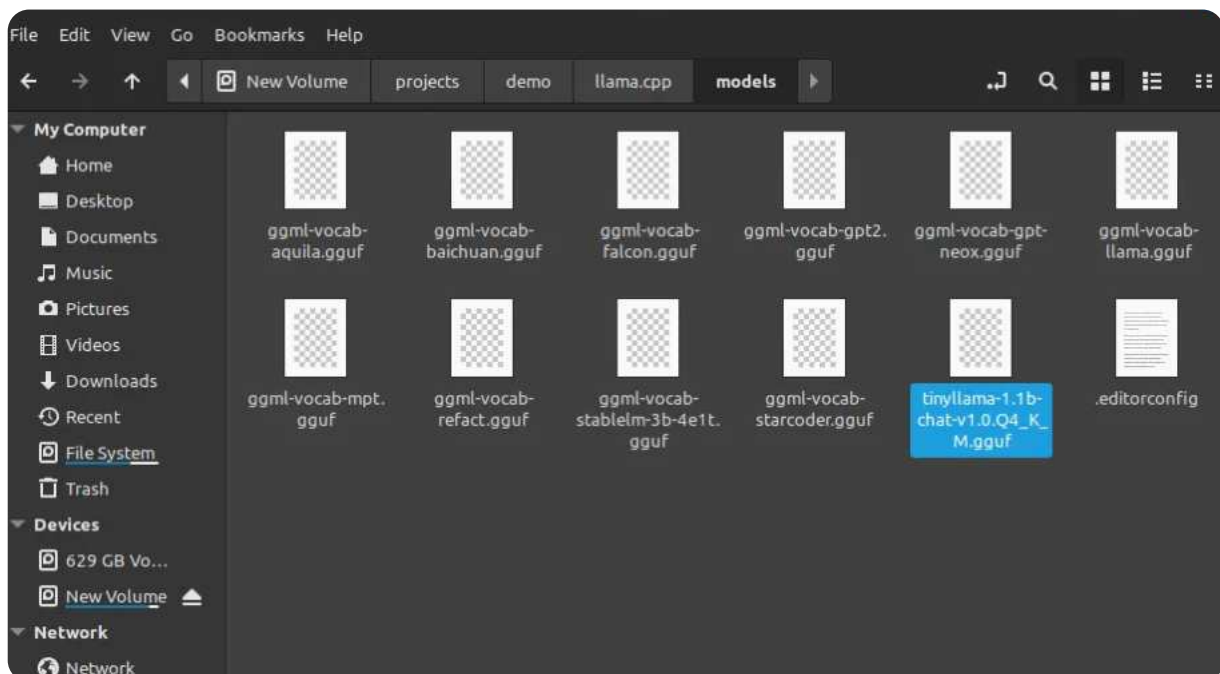 File Edit View Go Bookmarks Help
New Volume projects demo llama.cpp models
My Computer
Home
Desktop
Documents
Music
Pictures
Videos
Downloads
Recent
File System
Trash
Devices
629 GB Vo...
New Volume
Network
Network
ggml-vocab-
aquila.gguf
ggml-vocab-
baichuan.gguf
ggml-vocab-
falcon.gguf
ggml-vocab-gpt2.
gguf
ggml-vocab-gpt-
neox.gguf
ggml-vocab-
llama.gguf
ggml-vocab-mpt.
gguf
ggml-vocab-
refact.gguf
ggml-vocab-
stablelm-3b-4e1t.
gguf
ggml-vocab-
starcoder.gguf
tinyllama-1.1b-
chat-v1.0.Q4_K_
M.gguf
.editorconfig